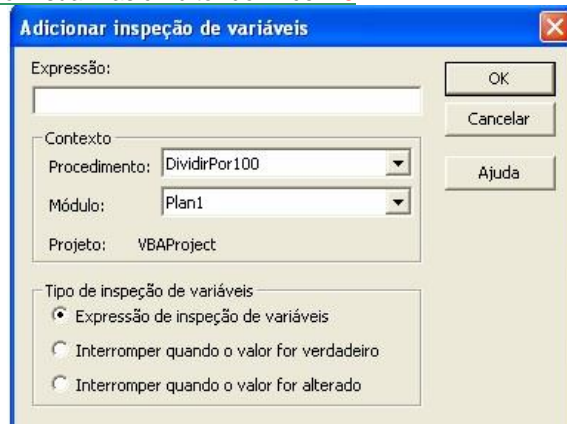 Adicionar inspeção de variáveis
Expressão:
OK
Cancelar
Ajuda
Contexto
Procedimento: DividirPor100
Módulo: Plan1
Projeto: VBAProject
Tipo de inspeção de variáveis
Expressão de inspeção de variáveis
Interromper quando o valor for verdadeiro
Interromper quando o valor for alterado